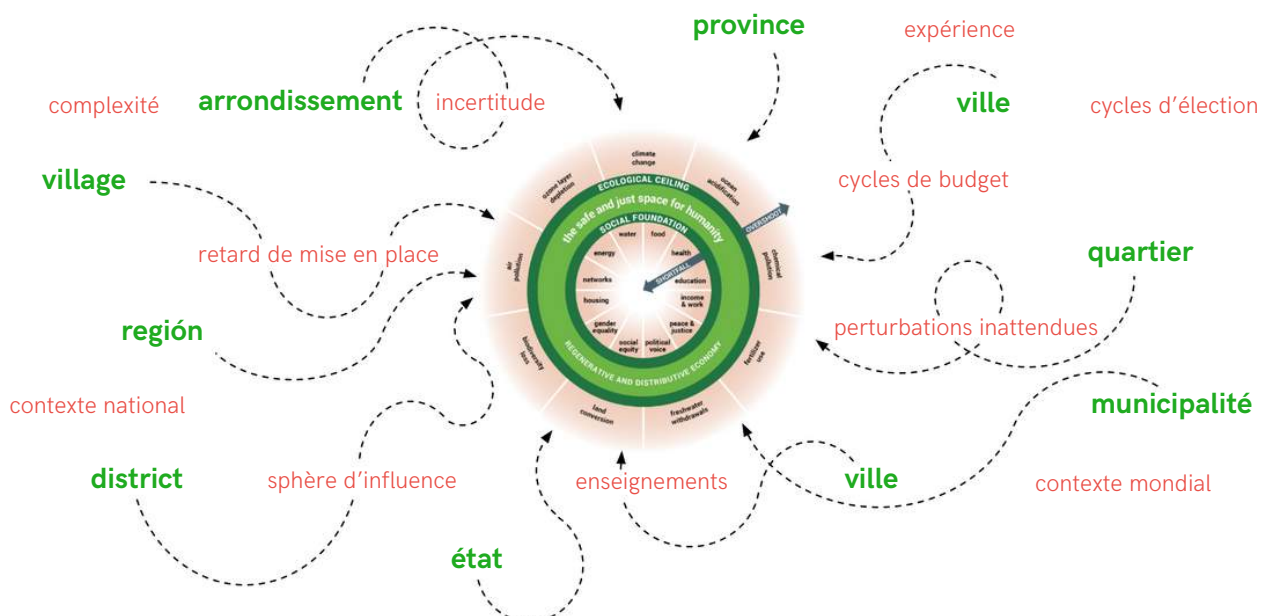 province
expérience
complexité
arrondissement
incertitude
ville
cycles d'élection
village
cycles de budget
retard de mise en place
quartier
región
perturbations inattendues
contexte national
municipalité
district
sphère d'influence
enseignements
ville
contexte mondial
état
climate
change
ozone layer
depletion
ocean
acidification
air
pollution
chemical
pollution
biodiversity
loss
fertilizer
use
land
conversion
freshwater
withdrawals
ECOLOGICAL CEILING
the safe and just space for humanity
SOCIAL FOUNDATION
OVERSHOOT
SHORTFALL
water
food
energy
health
networks
education
housing
income
& work
gender
equality
peace &
justice
social
equity
political
voice
REGENERATIVE AND DISTRIBUTIVE ECONOMY